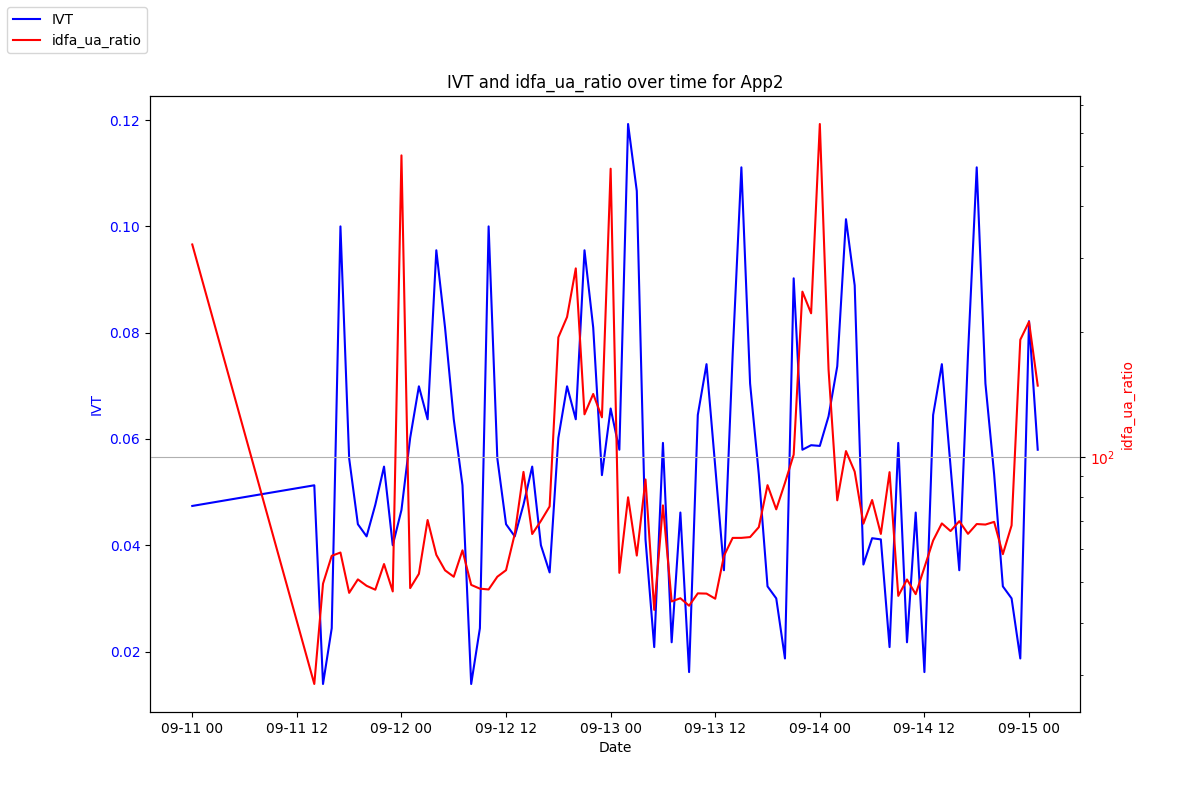 IVT
idfa_ua_ratio
IVT and idfa_ua_ratio over time for App2
0.12
0.10
0.08
0.06
0.04
0.02
IVT
10²
idfa_ua_ratio
09-11 00 09-11 12 09-12 00 09-12 12 09-13 00 09-13 12 09-14 00 09-14 12 09-15 00
Date